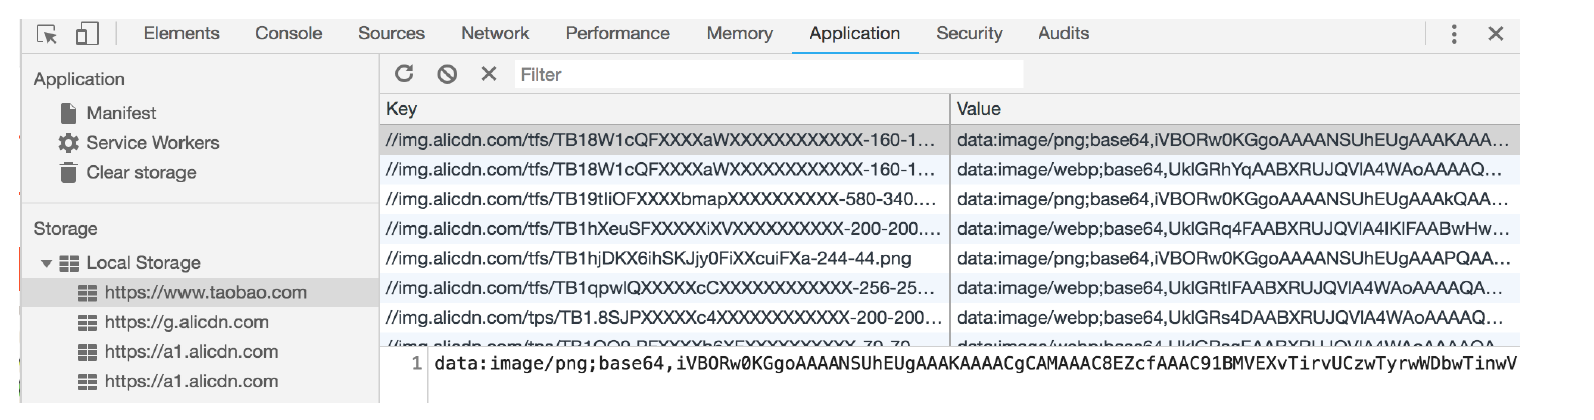 Elements Console Sources Network Performance Memory Application Security Audits
Application
Manifest
Service Workers
Clear storage
Storage
Local Storage
https://www.taobao.com
https://g.alicdn.com
https://a1.alicdn.com
https://a1.alicdn.com
Filter
Key Value
//img.alicdn.com/tfs/TB18W1cQFXXXXaWXXXXXXXXXXXX-160-1… data:image/png;base64,iVBORw0KGgoAAAANSUhEUgAAAKAAA…
//img.alicdn.com/tfs/TB18W1cQFXXXXaWXXXXXXXXXXXX-160-1… data:image/webp;base64,UklGRhYqAABXRUJQVlA4WAoAAAAQ…
//img.alicdn.com/tfs/TB19tIiOFXXXXbmapXXXXXXXXXX-580-340.… data:image/png;base64,iVBORw0KGgoAAAANSUhEUgAAAkQAA…
//img.alicdn.com/tfs/TB1hXeuSFXXXXXiXVXXXXXXXXXX-200-200.… data:image/webp;base64,UklGRq4FAABXRUJQVlA4IKIFAABwHw…
//img.alicdn.com/tfs/TB1hjDKX6ihSKJjy0FiXXcuiFXa-244-44.png data:image/png;base64,iVBORw0KGgoAAAANSUhEUgAAAPQAA…
//img.alicdn.com/tfs/TB1qpwlQXXXXXcCXXXXXXXXXXXX-256-25… data:image/webp;base64,UklGRtIFAABXRUJQVlA4WAoAAAAQA…
//img.alicdn.com/tps/TB1.8SJPXXXXXc4XXXXXXXXXXXX-200-200… data:image/webp;base64,UklGRs4DAABXRUJQVlA4WAoAAAAQ…
1 data:image/png;base64,iVBORw0KGgoAAAANSUhEUgAAAKAAAACgCAMAAAC8EZcfAAAC91BMVEXvTirvUCzwTyrwWDbwTinwV